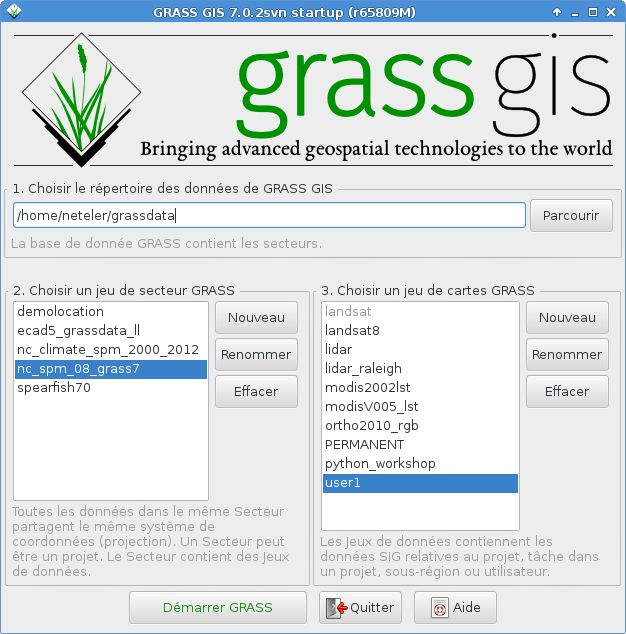 GRASS GIS 7.0.2svn startup (r65809M)
grass gis
Bringing advanced geospatial technologies to the world
1. Choisir le répertoire des données de GRASS GIS
/home/neteler/grassdata
Parcourir
La base de donnée GRASS contient les secteurs.
2. Choisir un jeu de secteur GRASS
demolocation
ecad5_grassdata_ll
nc_climate_spm_2000_2012
nc_spm_08_grass7
spearfish70
Nouveau
Renommer
Effacer
Toutes les données dans le même Secteur
partagent le même système de
coordonnées (projection). Un Secteur peut
être un projet. Le Secteur contient des Jeux
de données.
3. Choisir un jeu de cartes GRASS
landsat
landsat8
lidar
lidar_raleigh
modis2002lst
modisV005_lst
ortho2010_rgb
PERMANENT
python_workshop
user1
Nouveau
Renommer
Effacer
Les Jeux de données contiennent les
données SIG relatives au projet, tâche dans
un projet, sous-région ou utilisateur.
Démarrer GRASS
Quitter
Aide